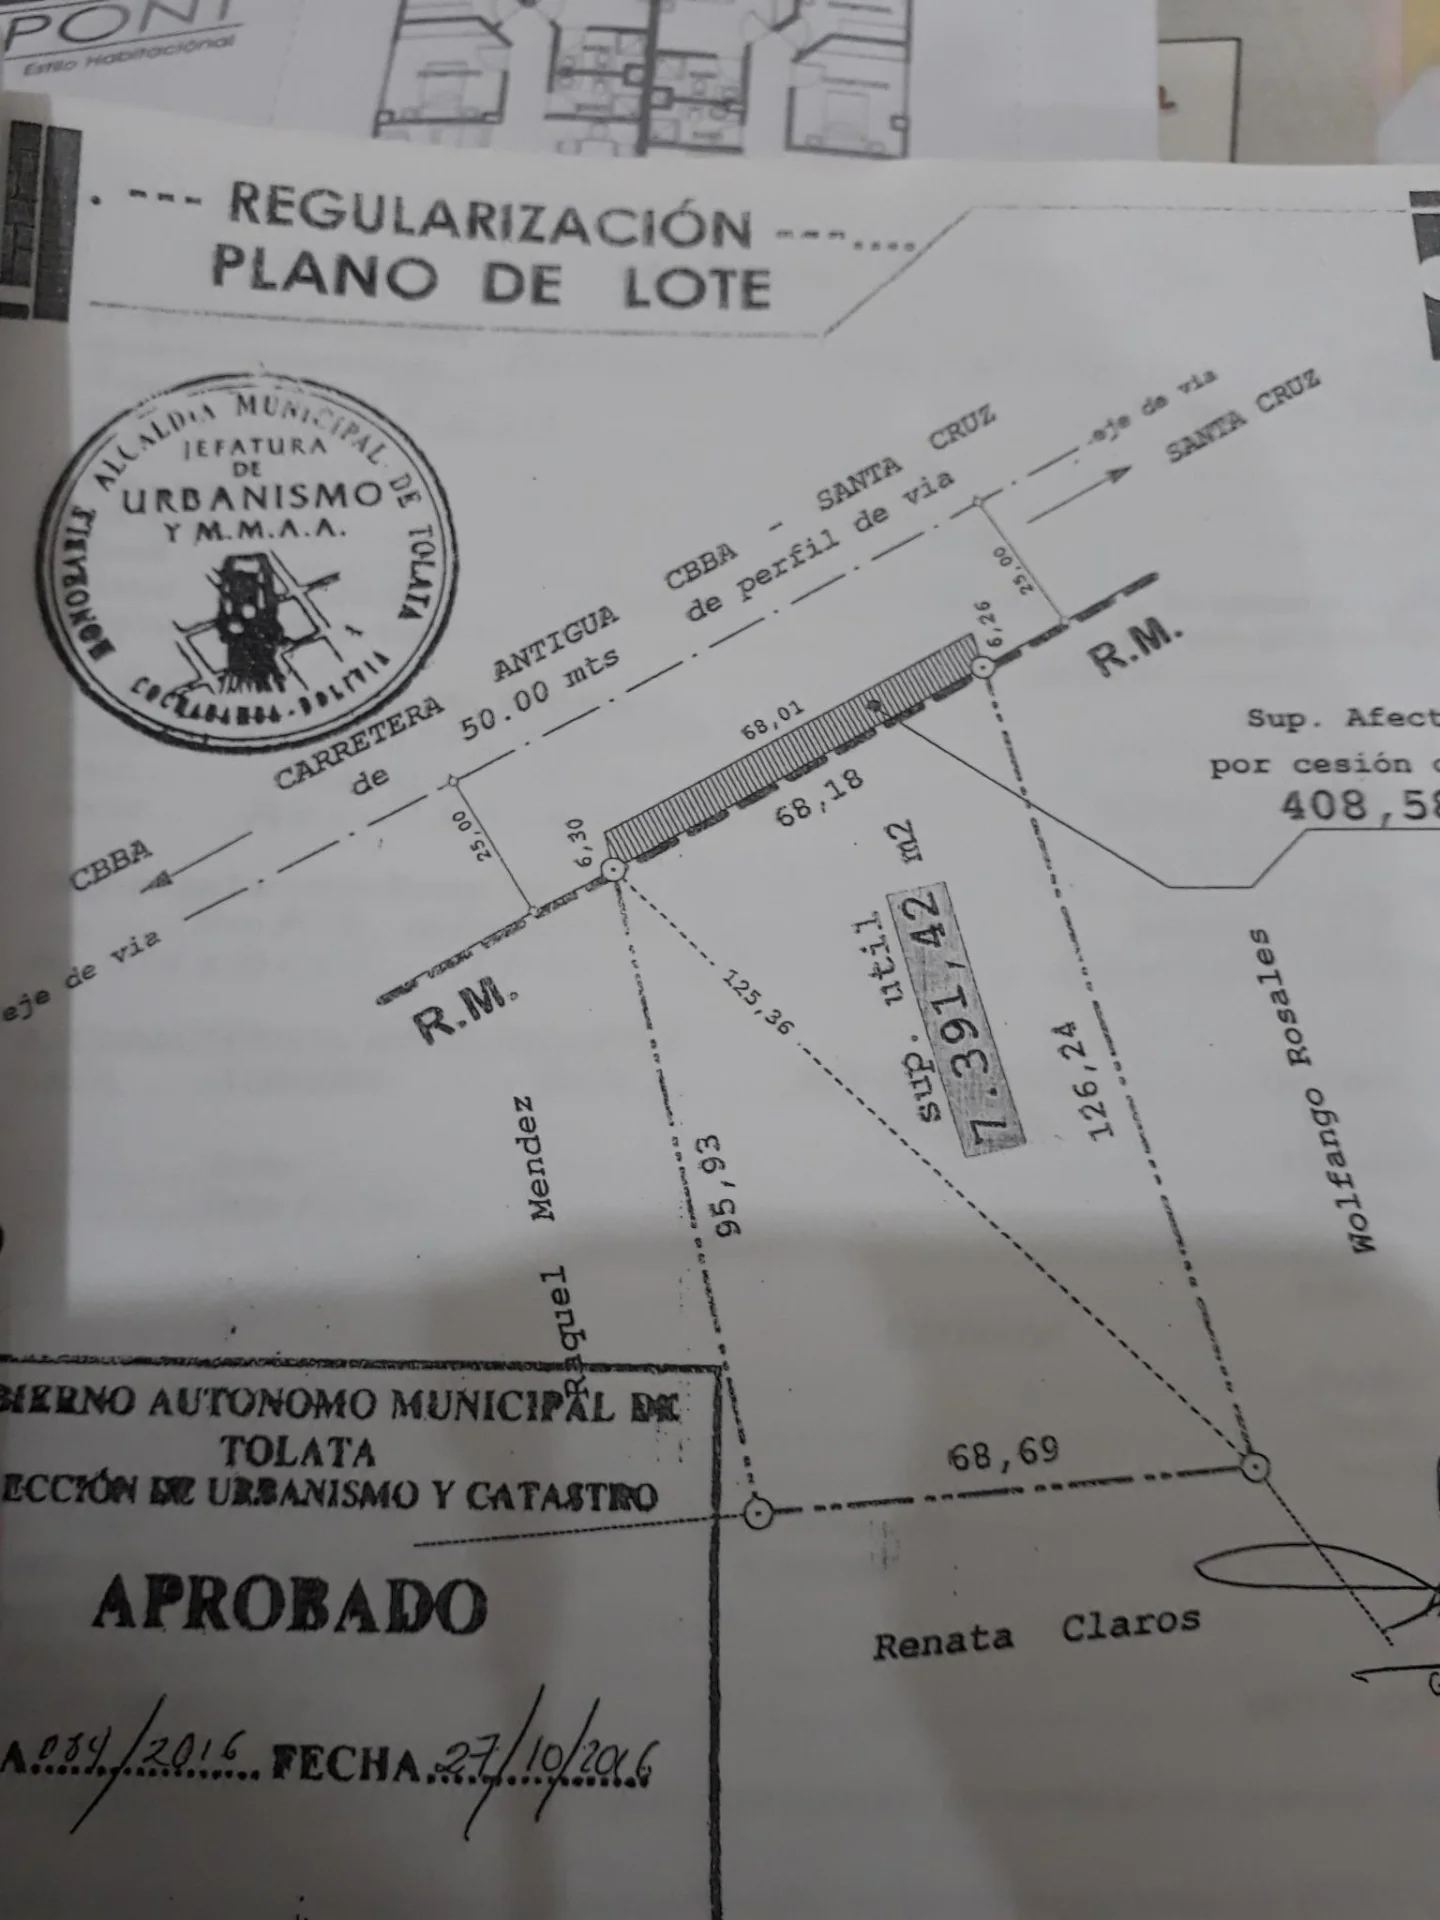 PONI
Estilo Habitaciónal
REGULARIZACIÓN
PLANO DE LOTE
HONORABLE ALCALDIA MUNICIPAL DE TOLATA
JEFATURA
DE
URBANISMO
Y M.M.A.A.
COCHABAMBA - BOLIVIA
CARRETERA ANTIGUA CBBA - SANTA CRUZ
de 50.00 mts de perfil de via
eje de via
SANTA CRUZ
CBBA
eje de via
25,00
25,00
6,26
6,30
68,01
68,18
R.M.
R.M.
Sup. Afect
por cesión
408,58
sup. util
7.391,42 m2
125,36
126,24
95,93
68,69
Raquel Mendez
Wolfango Rosales
Renata Claros
BIERNO AUTONOMO MUNICIPAL DE
TOLATA
ECCIÓN DE URBANISMO Y CATASTRO
APROBADO
A.084/2016 FECHA.27/10/2016